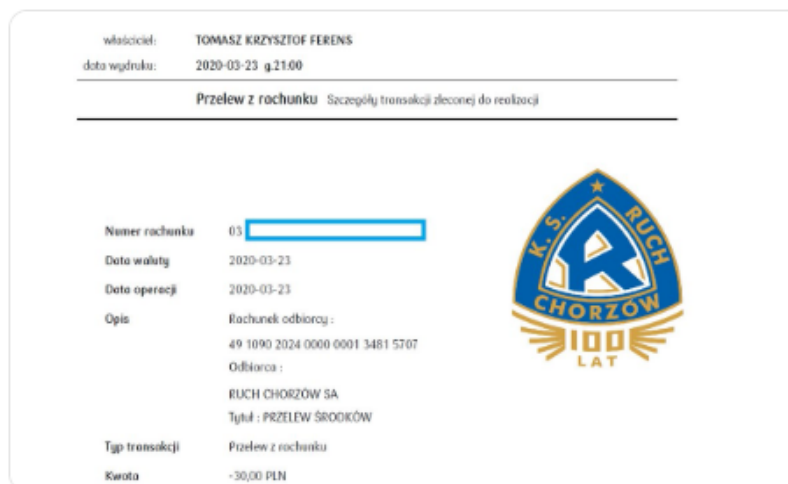 właściciel: TOMASZ KRZYSZTOF FERENS
data wydruku: 2020-03-23 g.21:00
Przelew z rachunku Szczegóły transakcji zleconej do realizacji
K. S. RUCH
CHORZÓW
100
LAT
Numer rachunku 03
Data waluty 2020-03-23
Data operacji 2020-03-23
Opis Rachunek odbiorcy :
49 1090 2024 0000 0001 3481 5707
Odbiorca :
RUCH CHORZÓW SA
Tytuł : PRZELEW ŚRODKÓW
Typ transakcji Przelew z rachunku
Kwota -30,00 PLN